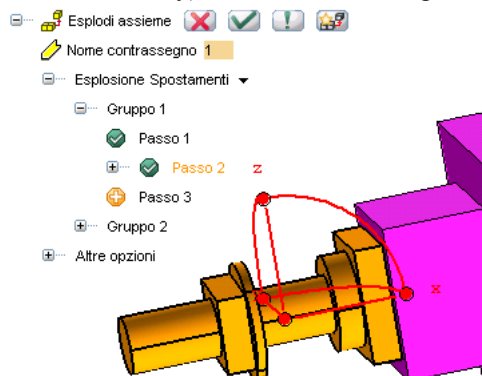 Esplodi assieme
Nome contrassegno 1
Esplosione Spostamenti
Gruppo 1
Passo 1
Passo 2
z
Passo 3
Gruppo 2
x
Altre opzioni